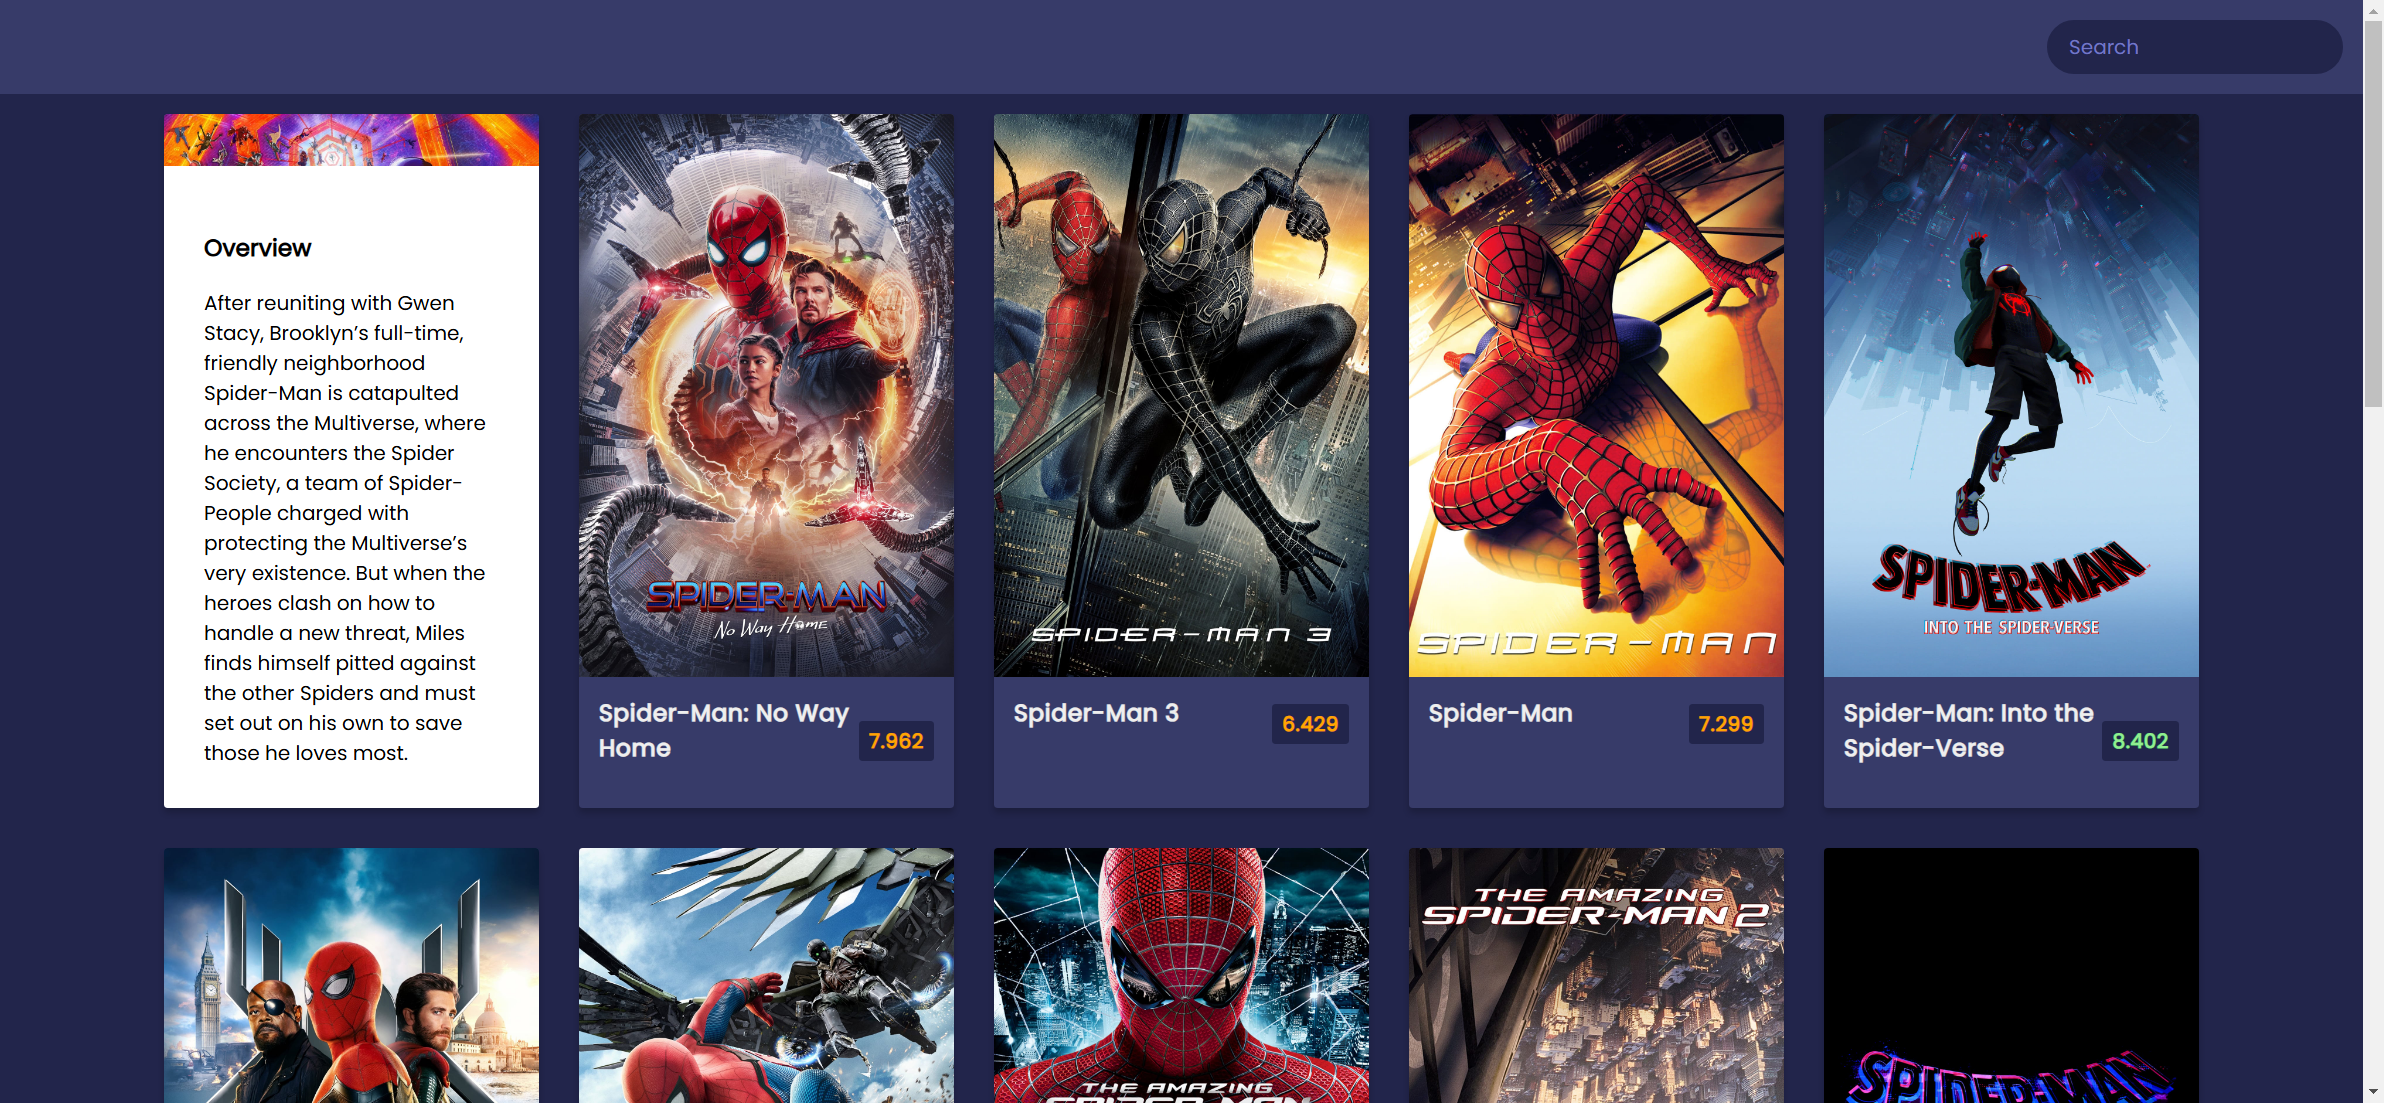 Search
Overview
After reuniting with Gwen
Stacy, Brooklyn’s full-time,
friendly neighborhood
Spider-Man is catapulted
across the Multiverse, where
he encounters the Spider
Society, a team of Spider-
People charged with
protecting the Multiverse’s
very existence. But when the
heroes clash on how to
handle a new threat, Miles
finds himself pitted against
the other Spiders and must
set out on his own to save
those he loves most.
SPIDER-MAN
No Way Home
Spider-Man: No Way
Home
7.962
SPIDER-MAN 3
Spider-Man 3
6.429
SPIDER-MAN
Spider-Man
7.299
SPIDER-MAN
INTO THE SPIDER-VERSE
Spider-Man: Into the
Spider-Verse
8.402
THE AMAZING
SPIDER-MAN
THE AMAZING
SPIDER-MAN 2
SPIDER-MAN